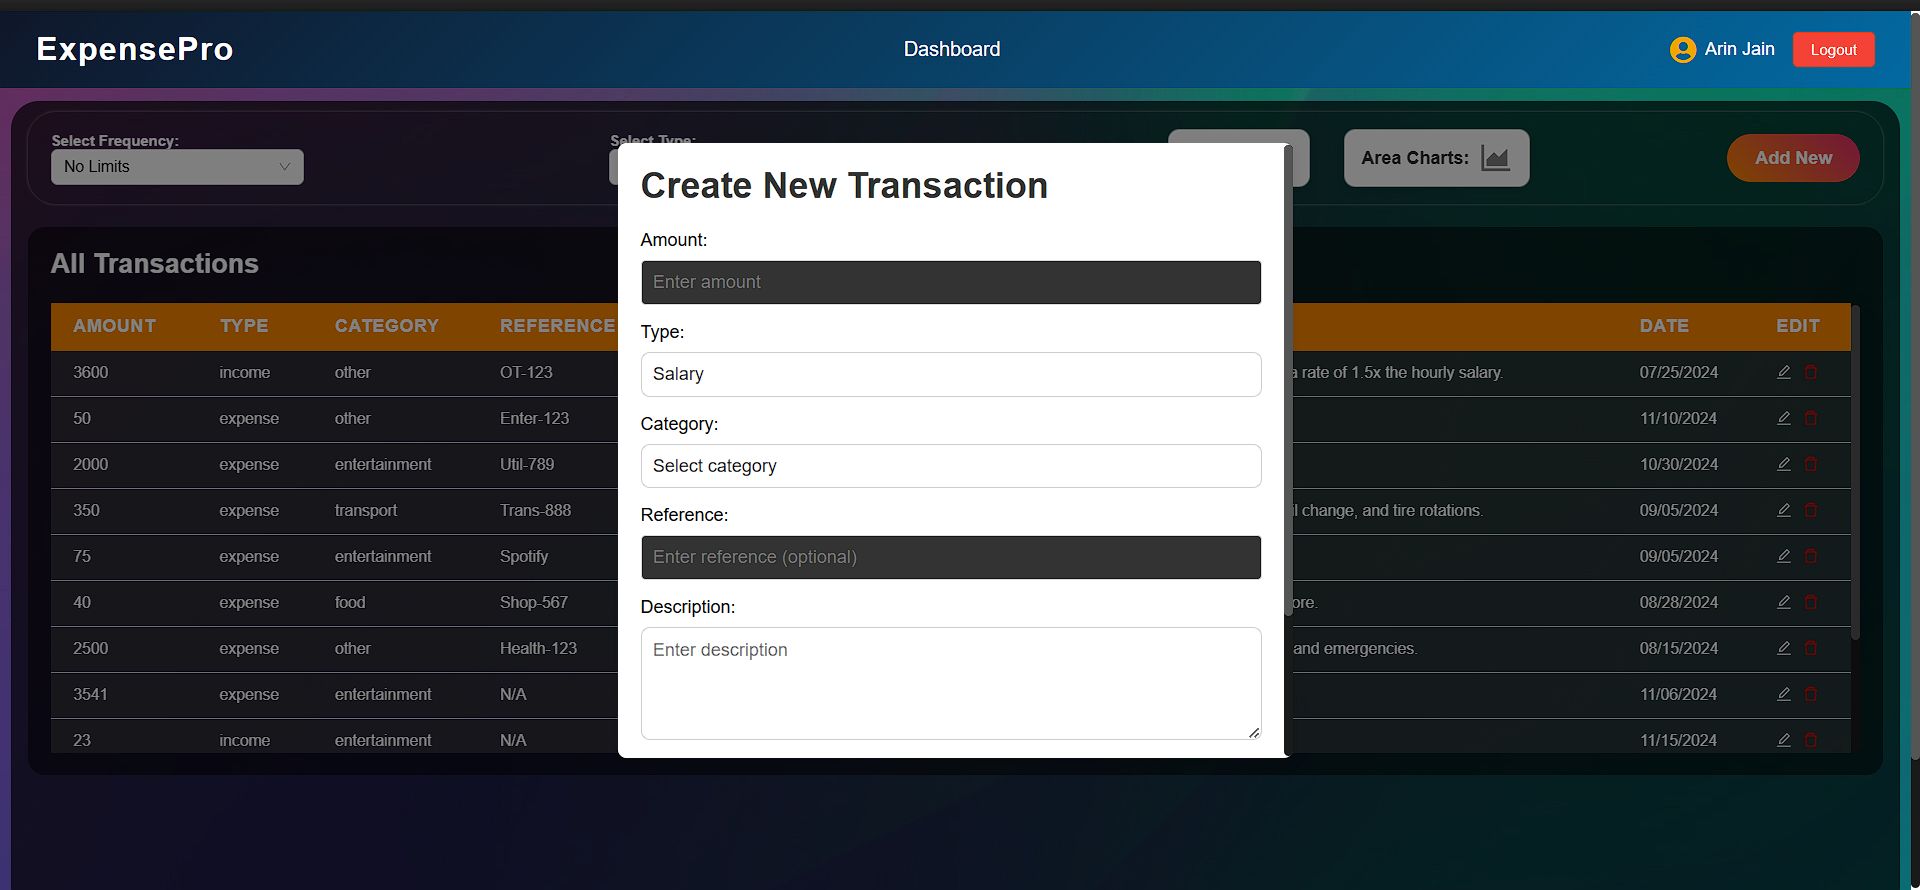 ExpensePro
Dashboard
Arin Jain
Logout
Select Frequency:
No Limits
Select Type:
Area Charts:
Add New
All Transactions
AMOUNT TYPE CATEGORY REFERENCE DATE EDIT
3600 income other OT-123 a rate of 1.5x the hourly salary. 07/25/2024
50 expense other Enter-123 11/10/2024
2000 expense entertainment Util-789 10/30/2024
350 expense transport Trans-888 change, and tire rotations. 09/05/2024
75 expense entertainment Spotify 09/05/2024
40 expense food Shop-567 08/28/2024
2500 expense other Health-123 and emergencies. 08/15/2024
3541 expense entertainment N/A 11/06/2024
23 income entertainment N/A 11/15/2024
Create New Transaction
Amount:
Enter amount
Type:
Salary
Category:
Select category
Reference:
Enter reference (optional)
Description:
Enter description